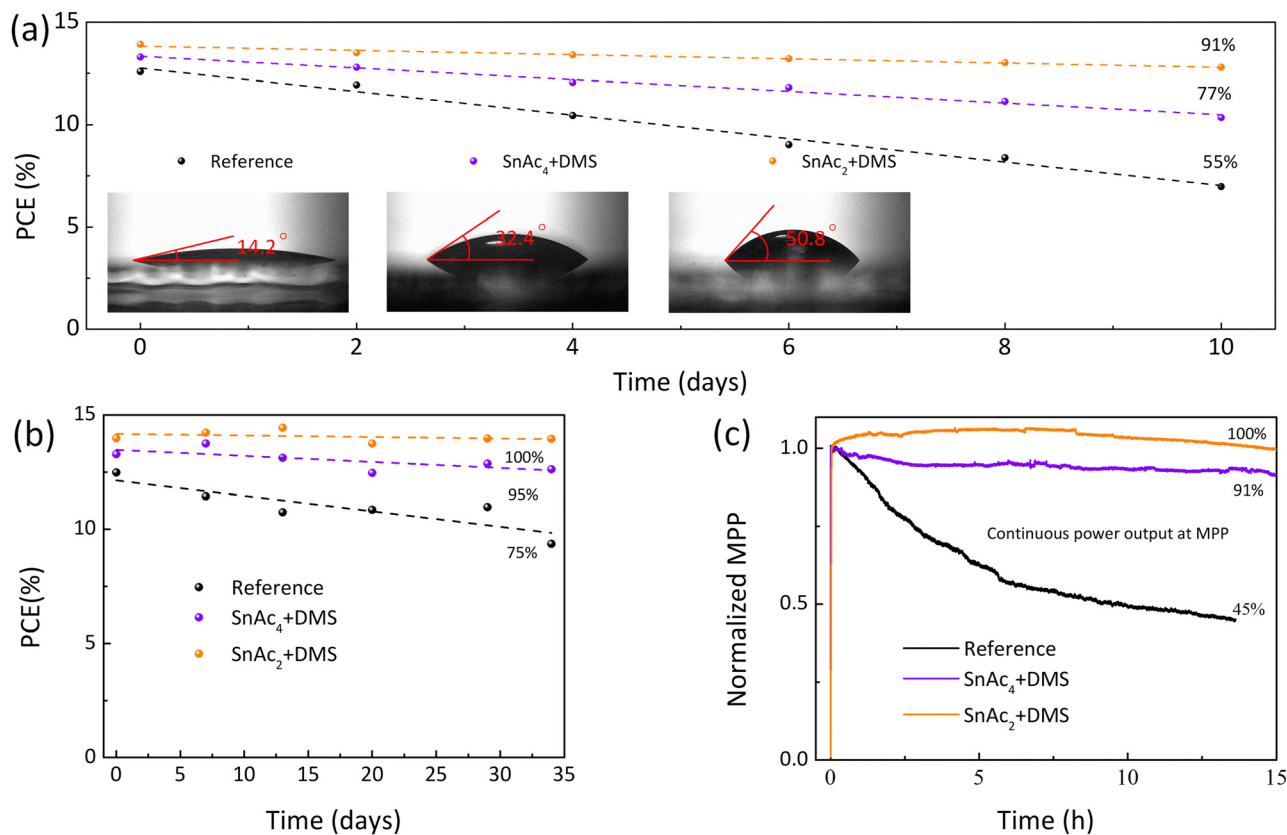 (a)
15
10
5
0
PCE (%)
91%
77%
55%
Reference
SnAc₄+DMS
SnAc₂+DMS
14.2°
32.4°
50.8°
0 2 4 6 8 10
Time (days)
(b)
15
10
5
0
PCE(%)
100%
95%
75%
Reference
SnAc₄+DMS
SnAc₂+DMS
0 5 10 15 20 25 30 35
Time (days)
(c)
1.0
0.5
0.0
Normalized MPP
100%
91%
Continuous power output at MPP
45%
Reference
SnAc₄+DMS
SnAc₂+DMS
0 5 10 15
Time (h)